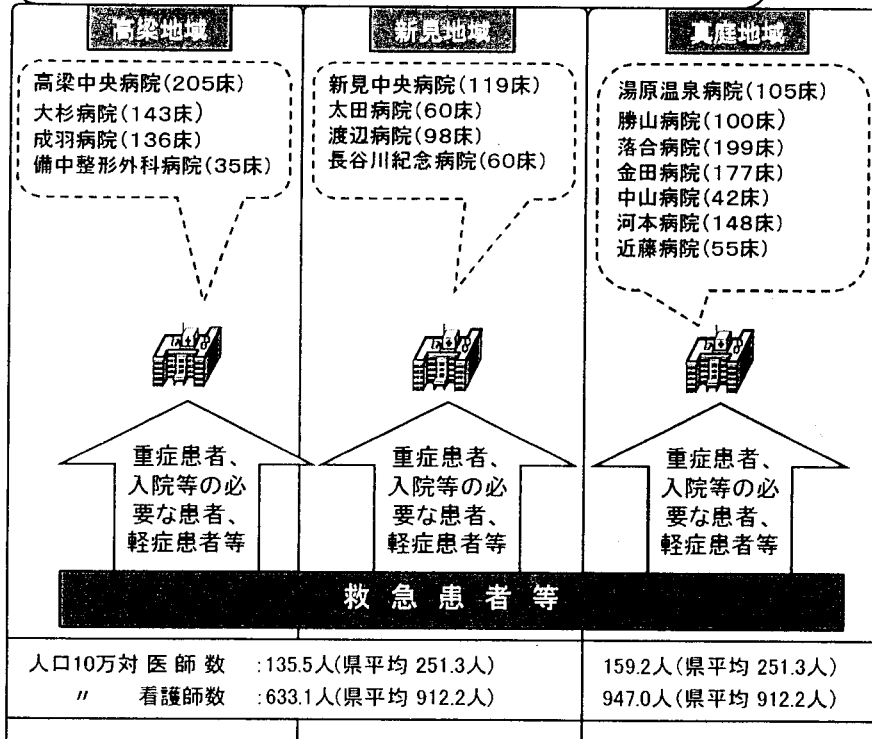 高梁地域
高梁中央病院(205床)
大杉病院(143床)
成羽病院(136床)
備中整形外科病院(35床)
新見地域
新見中央病院(119床)
太田病院(60床)
渡辺病院(98床)
長谷川紀念病院(60床)
真庭地域
湯原温泉病院(105床)
勝山病院(100床)
落合病院(199床)
金田病院(177床)
中山病院(42床)
河本病院(148床)
近藤病院(55床)
重症患者、
入院等の必
要な患者、
軽症患者等
重症患者、
入院等の必
要な患者、
軽症患者等
重症患者、
入院等の必
要な患者、
軽症患者等
救急患者等
人口10万対 医師数 :135.5人(県平均 251.3人)
〃 看護師数 :633.1人(県平均 912.2人)
159.2人(県平均 251.3人)
947.0人(県平均 912.2人)